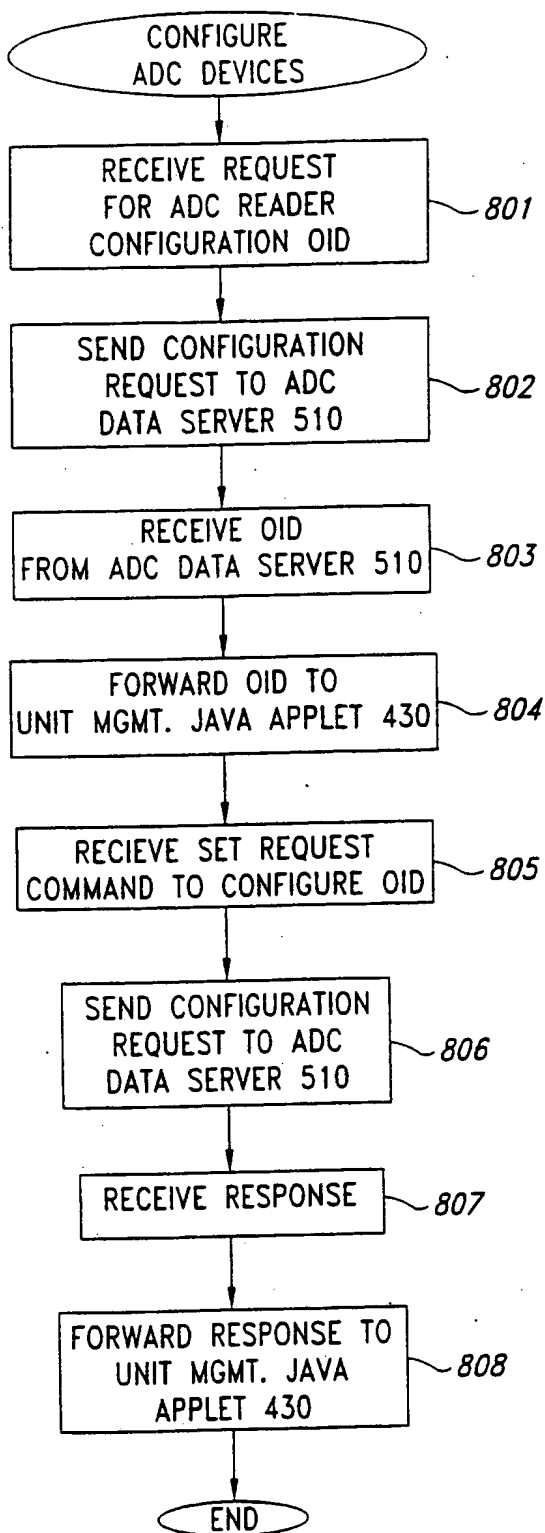 CONFIGURE
ADC DEVICES
RECEIVE REQUEST
FOR ADC READER
CONFIGURATION OID
801
SEND CONFIGURATION
REQUEST TO ADC
DATA SERVER 510
802
RECEIVE OID
FROM ADC DATA SERVER 510
803
FORWARD OID TO
UNIT MGMT. JAVA APPLET 430
804
RECIEVE SET REQUEST
COMMAND TO CONFIGURE OID
805
SEND CONFIGURATION
REQUEST TO ADC
DATA SERVER 510
806
RECEIVE RESPONSE
807
FORWARD RESPONSE TO
UNIT MGMT. JAVA
APPLET 430
808
END